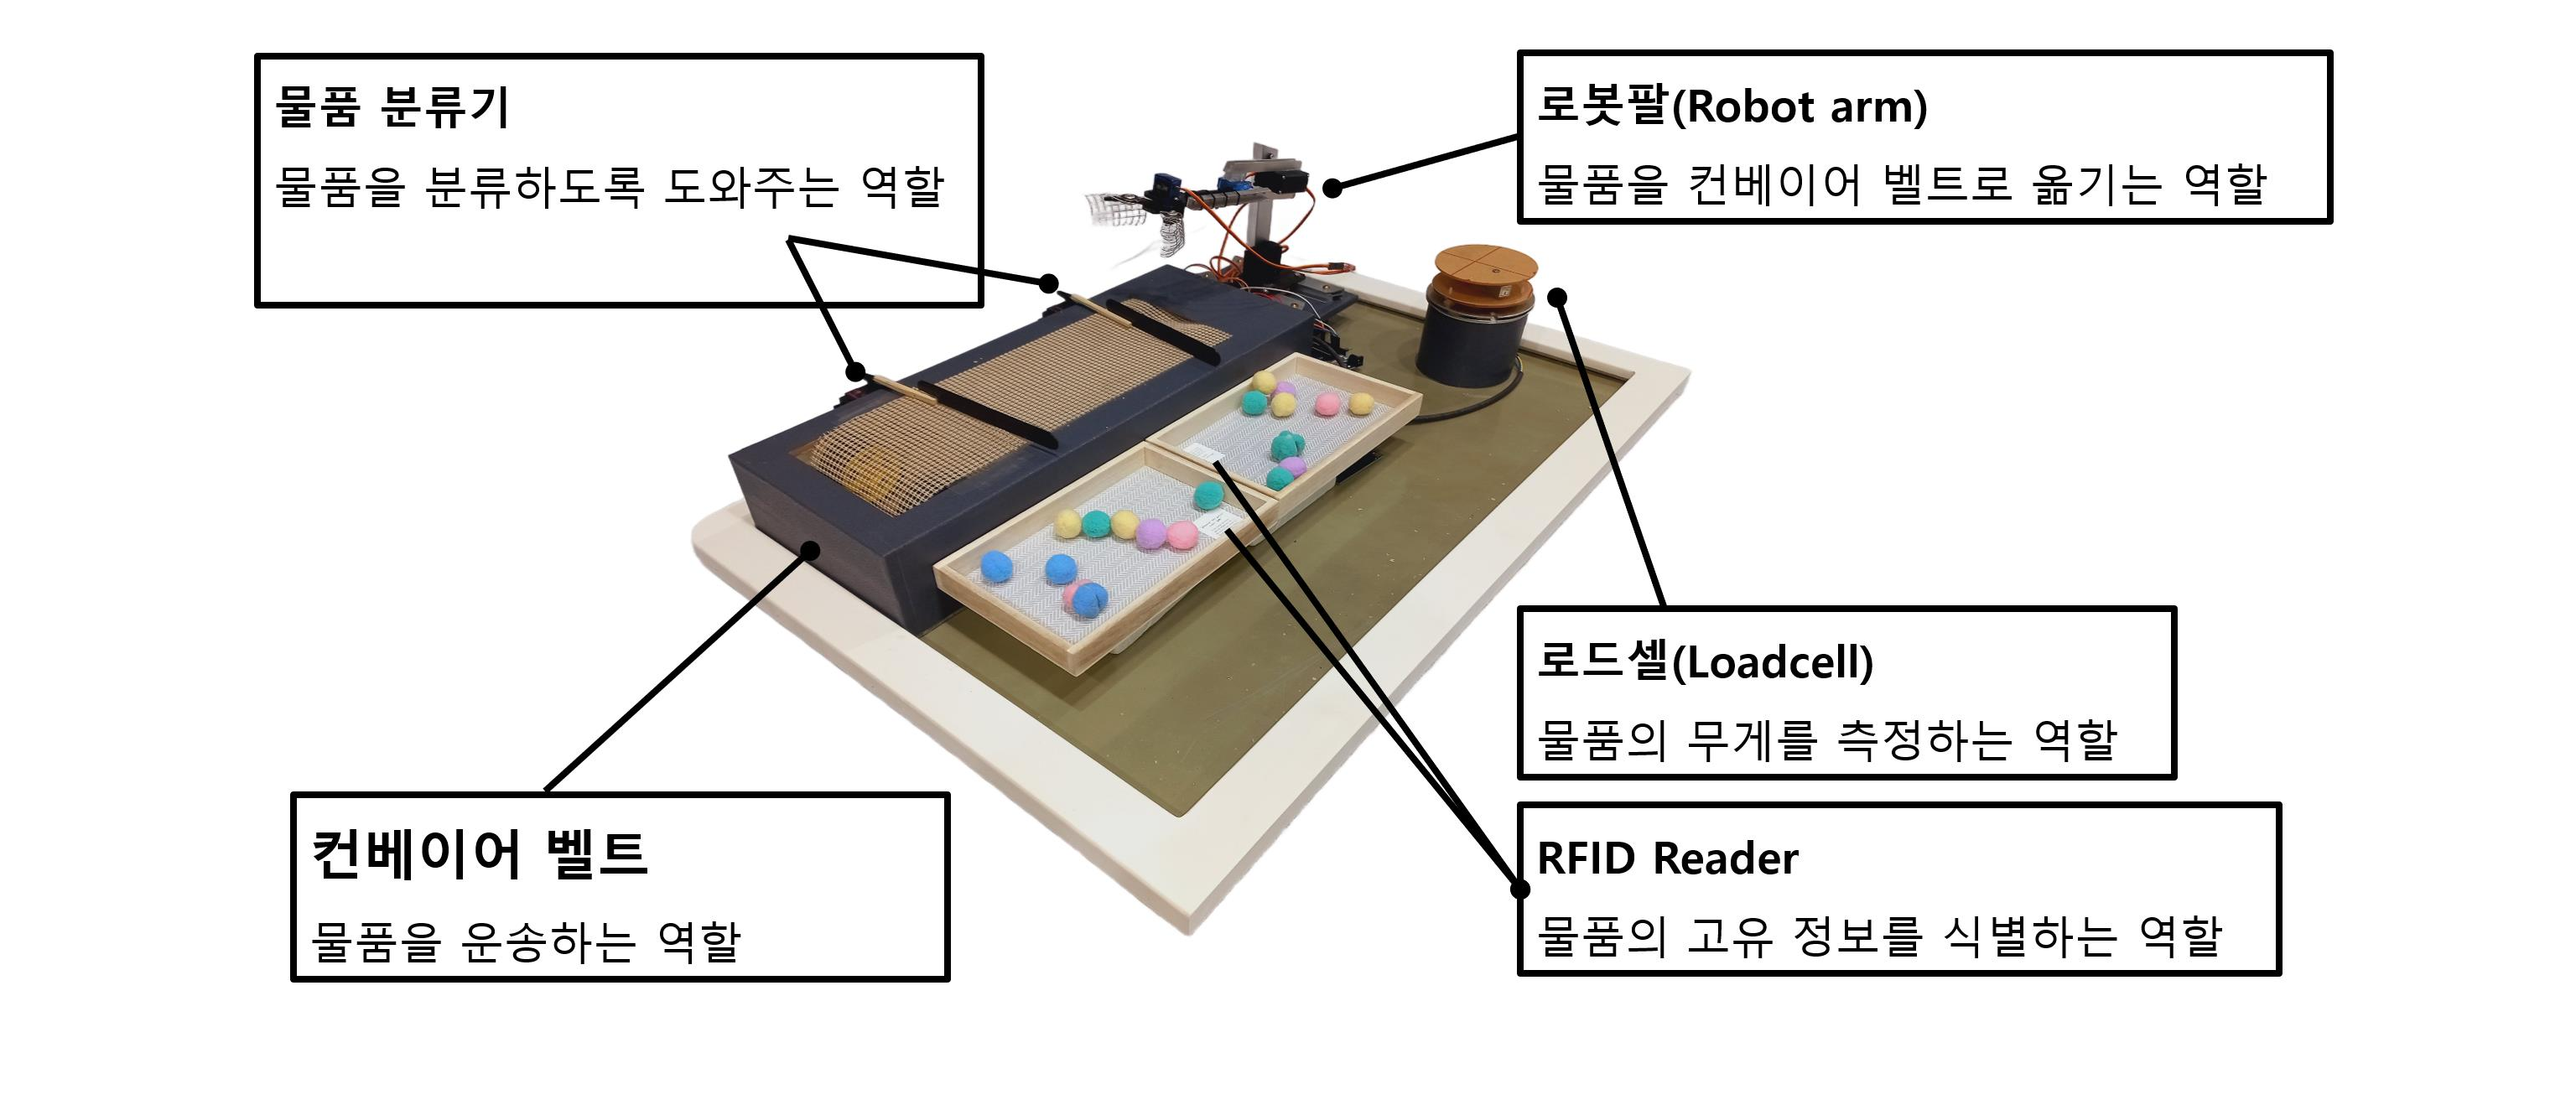 물품 분류기
물품을 분류하도록 도와주는 역할
로봇팔(Robot arm)
물품을 컨베이어 벨트로 옮기는 역할
로드셀(Loadcell)
물품의 무게를 측정하는 역할
컨베이어 벨트
물품을 운송하는 역할
RFID Reader
물품의 고유 정보를 식별하는 역할